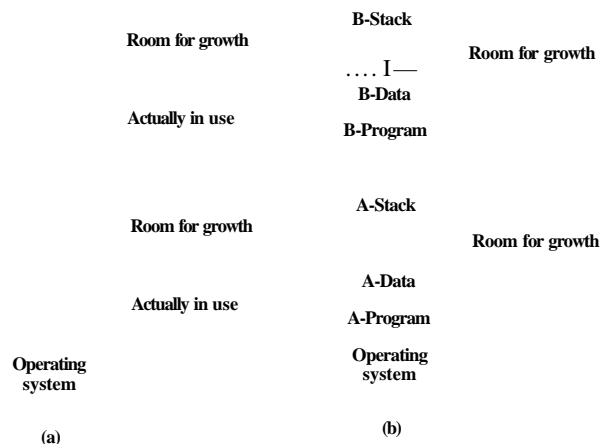 B-Stack
Room for growth
Room for growth
.... I—
B-Data
Actually in use
B-Program
A-Stack
Room for growth
Room for growth
A-Data
Actually in use
A-Program
Operating
system
Operating
system
(a)
(b)